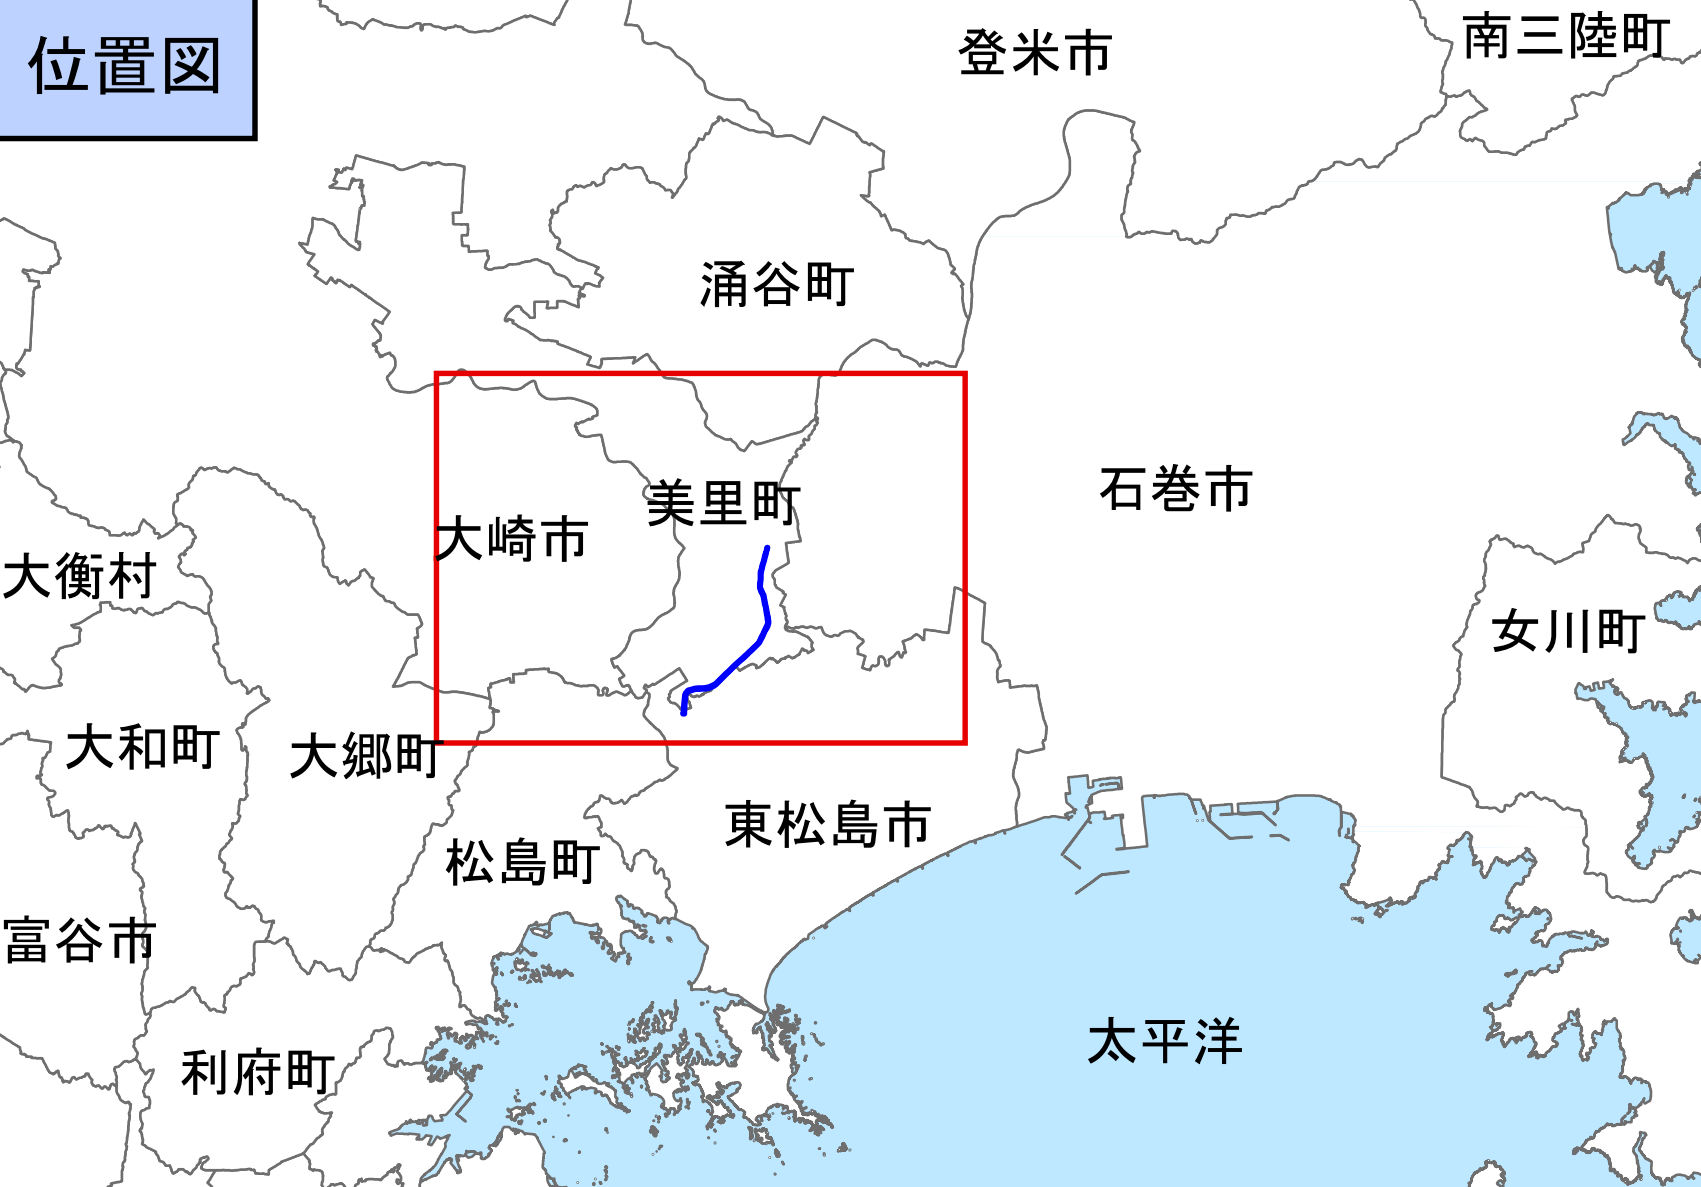 位置図
南三陸町
登米市
涌谷町
石巻市
美里町
大崎市
大衡村
女川町
大和町
大郷町
東松島市
松島町
富谷市
太平洋
利府町